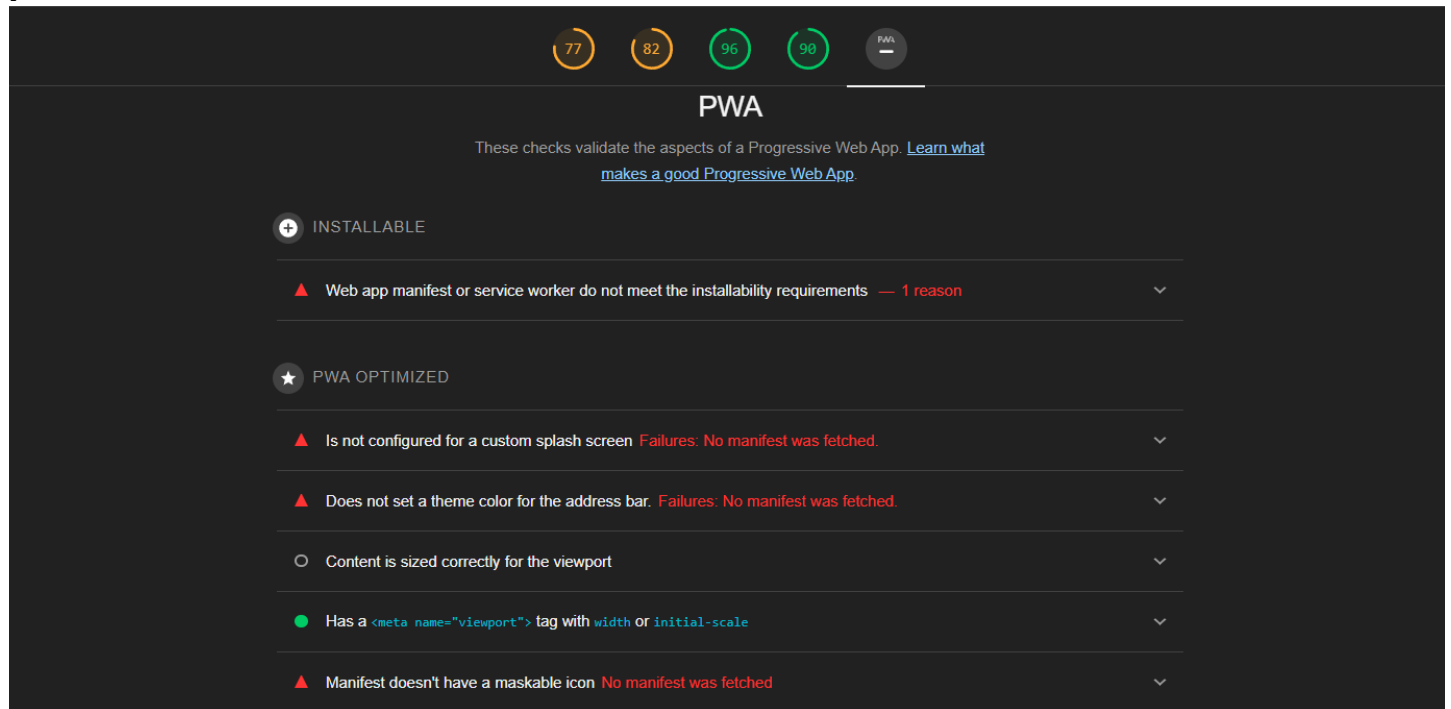 77 82 96 90 PWA
PWA
These checks validate the aspects of a Progressive Web App. Learn what
makes a good Progressive Web App.
INSTALLABLE
Web app manifest or service worker do not meet the installability requirements — 1 reason
PWA OPTIMIZED
Is not configured for a custom splash screen Failures: No manifest was fetched.
Does not set a theme color for the address bar. Failures: No manifest was fetched.
Content is sized correctly for the viewport
Has a <meta name="viewport"> tag with width or initial-scale
Manifest doesn't have a maskable icon No manifest was fetched